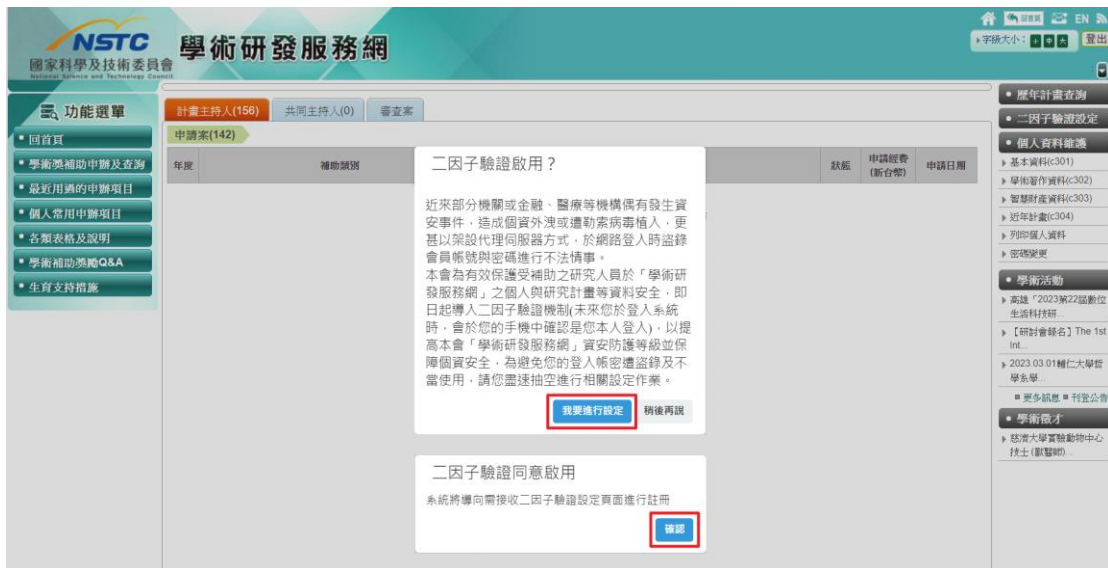 EN
NSTC
國家科學及技術委員會
National Science and Technology Council
學術研發服務網
字級大小：
登出
功能選單
回首頁
學術獎補助申辦及查詢
最近用過的申辦項目
個人常用申辦項目
各類表格及說明
學術補助獎勵Q&A
生育支持措施
計畫主持人(156)
共同主持人(0)
審查案
申請案(142)
年度
補助類別
狀態
申請經費
(新台幣)
申請日期
二因子驗證啟用？
近來部分機關或金融、醫療等機構偶有發生資
安事件，造成個資外洩或遭勒索病毒植入，更
甚以架設代理伺服器方式，於網路登入時盜錄
會員帳號與密碼進行不法情事。
本會為有效保護受補助之研究人員於「學術研
發服務網」之個人與研究計畫等資料安全，即
日起導入二因子驗證機制(未來您於登入系統
時，會於您的手機中確認是您本人登入)，以提
高本會「學術研發服務網」資安防護等級並保
障個資安全，為避免您的登入帳密遭盜錄及不
當使用，請您盡速抽空進行相關設定作業。
我要進行設定
稍後再說
二因子驗證同意啟用
系統將導向需接收二因子驗證設定頁面進行註冊
確認
歷年計畫查詢
二因子驗證設定
個人資料維護
基本資料(c301)
學術著作資料(c302)
智慧財產資料(c303)
近年計畫(c304)
列印個人資料
密碼變更
學術活動
高雄「2023第22屆數位
生活科技研...
【研討會報名】The 1st
Int...
2023.03.01輔仁大學哲
學系學...
更多訊息
刊登公告
學術徵才
慈濟大學實驗動物中心
技士(獸醫師)...